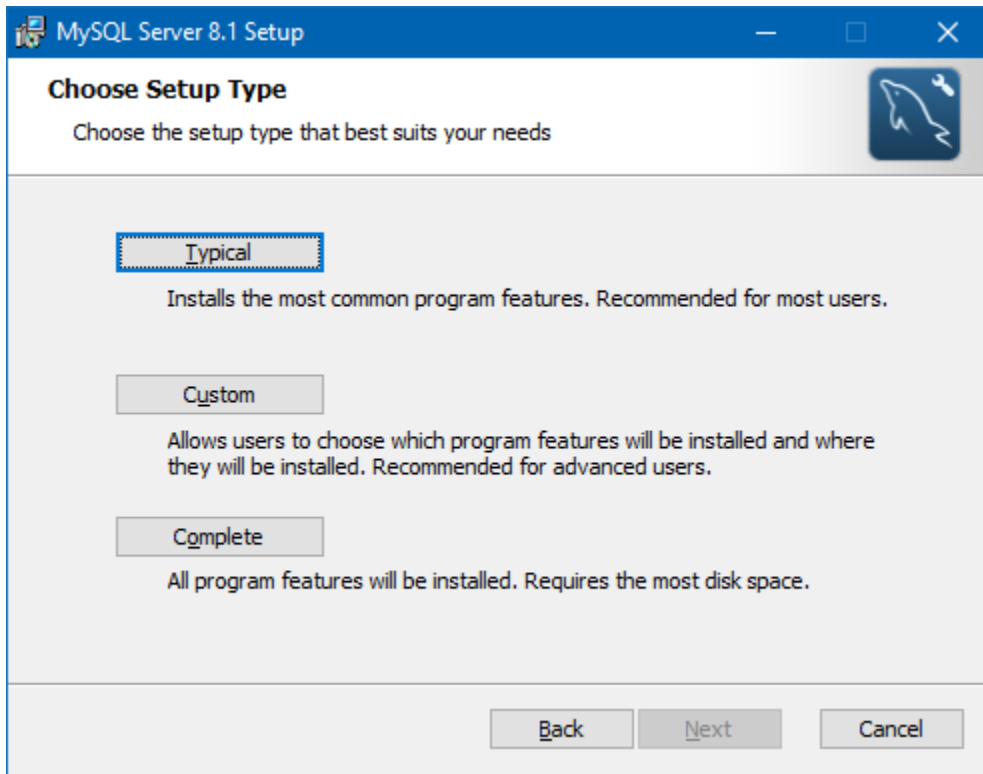 MySQL Server 8.1 Setup
Choose Setup Type
Choose the setup type that best suits your needs
Typical
Installs the most common program features. Recommended for most users.
Custom
Allows users to choose which program features will be installed and where
they will be installed. Recommended for advanced users.
Complete
All program features will be installed. Requires the most disk space.
Back Next Cancel